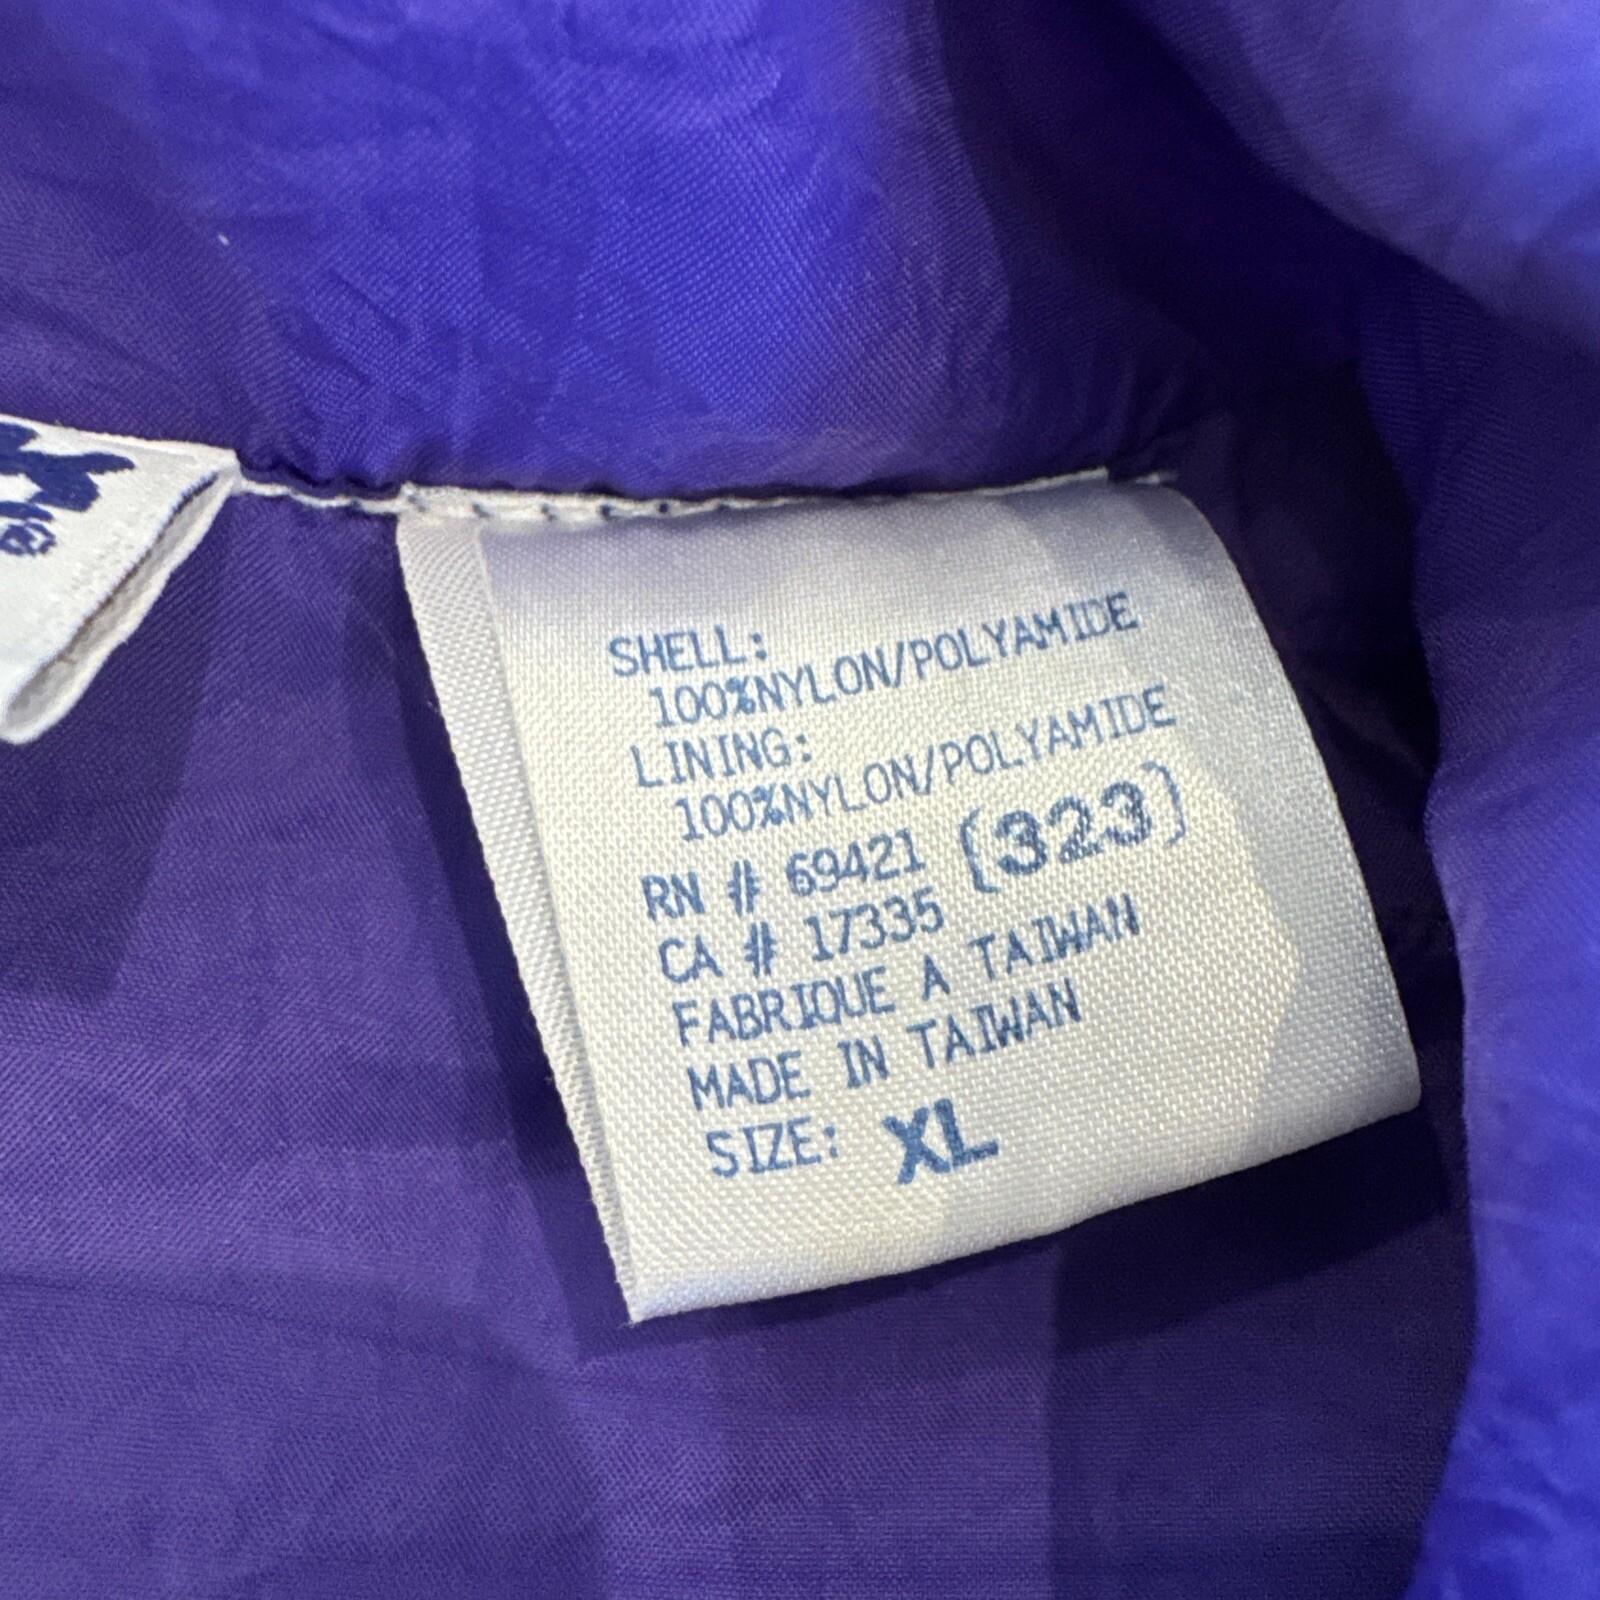 SHELL:
100%NYLON/POLYAMIDE
LINING:
100%NYLON/POLYAMIDE
RN # 69421 (323)
CA # 17335
FABRIQUE A TAIWAN
MADE IN TAIWAN
SIZE: XL
®